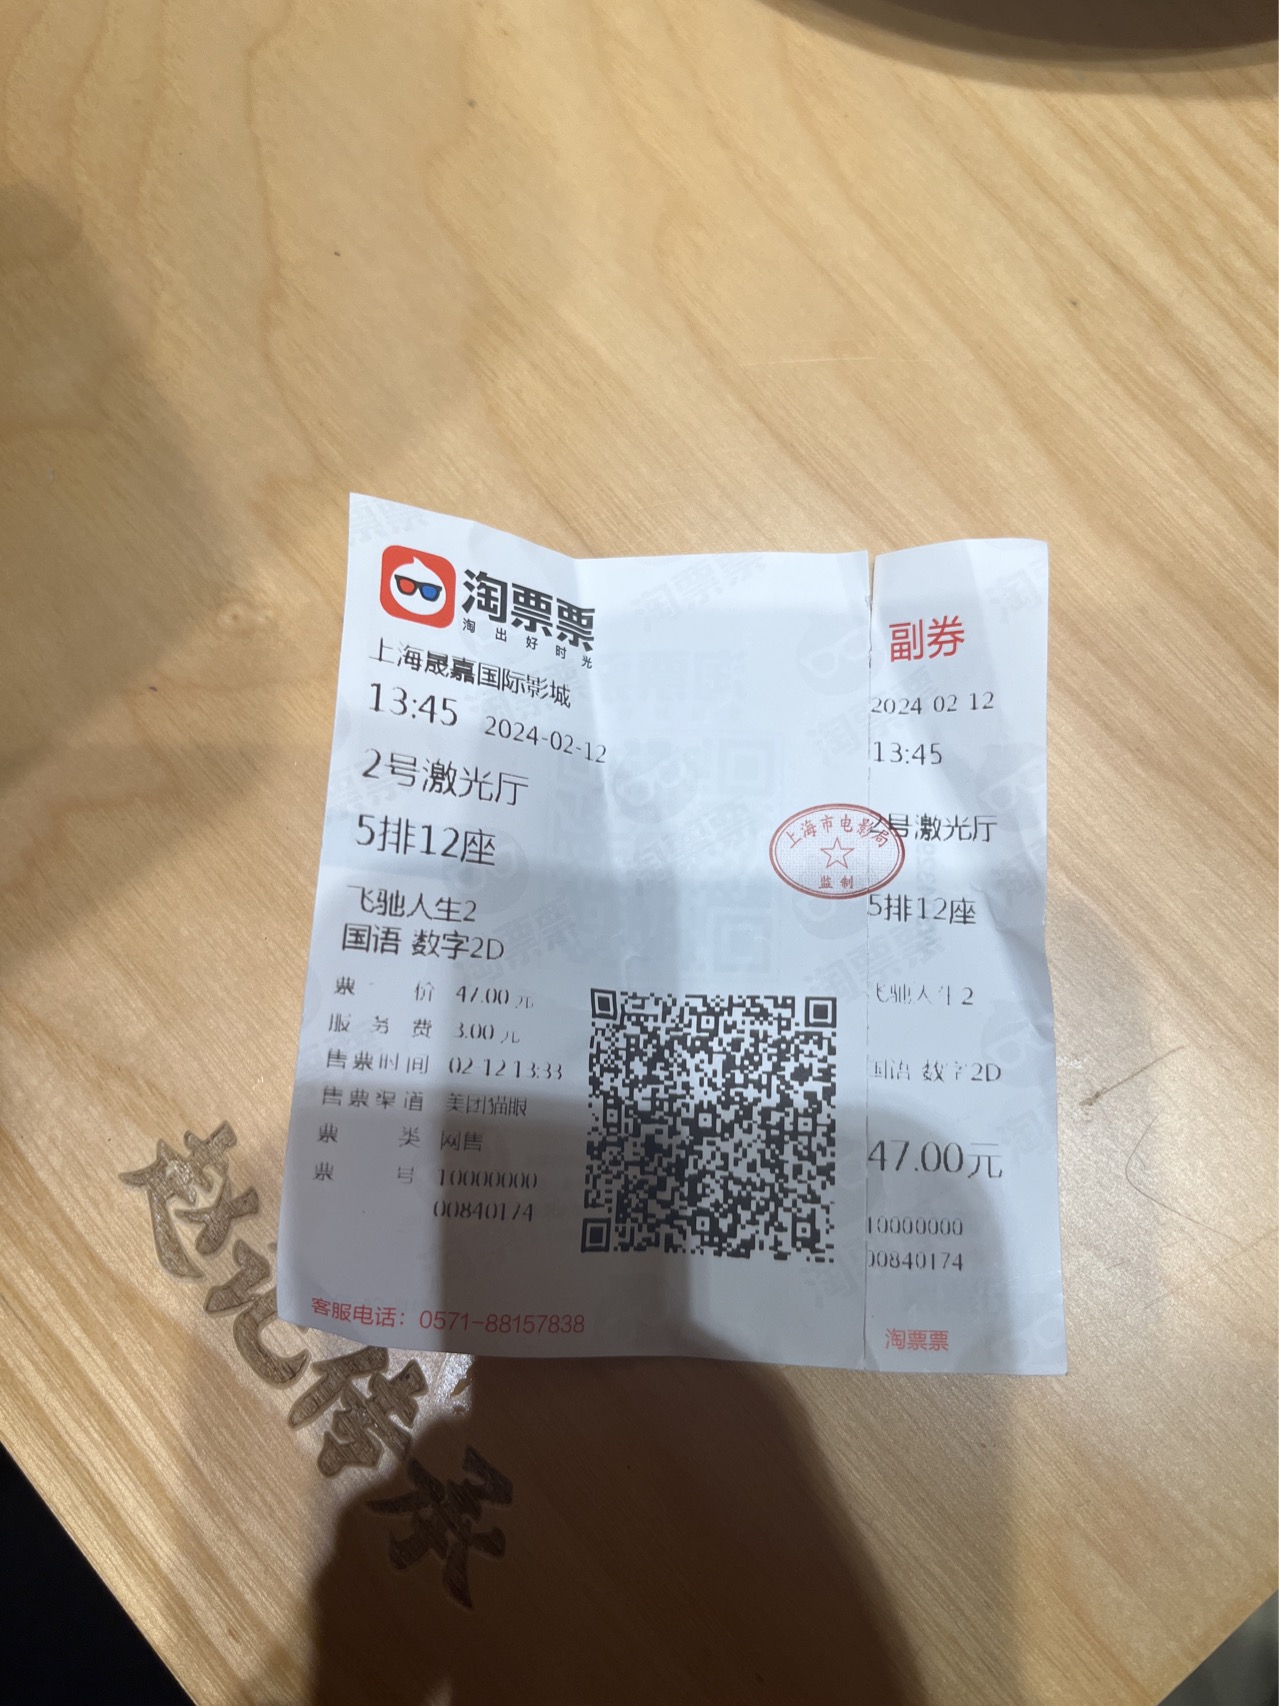 淘票票
淘出好时光
上海晟嘉国际影城
13:45 2024-02-12
2号激光厅
5排12座
飞驰人生2
国语 数字2D
票 价 47.00元
服 务 费 3.00元
售票时间 02-12 13:33
售票渠道 美团猫眼
票 类 网售
票 号 10000000
00840174
客服电话：0571-88157838
副券
2024 02 12
13:45
2号激光厅
上海市电影局
监制
5排12座
飞驰人生2
国语 数字2D
47.00元
10000000
00840174
淘票票
赵记传承